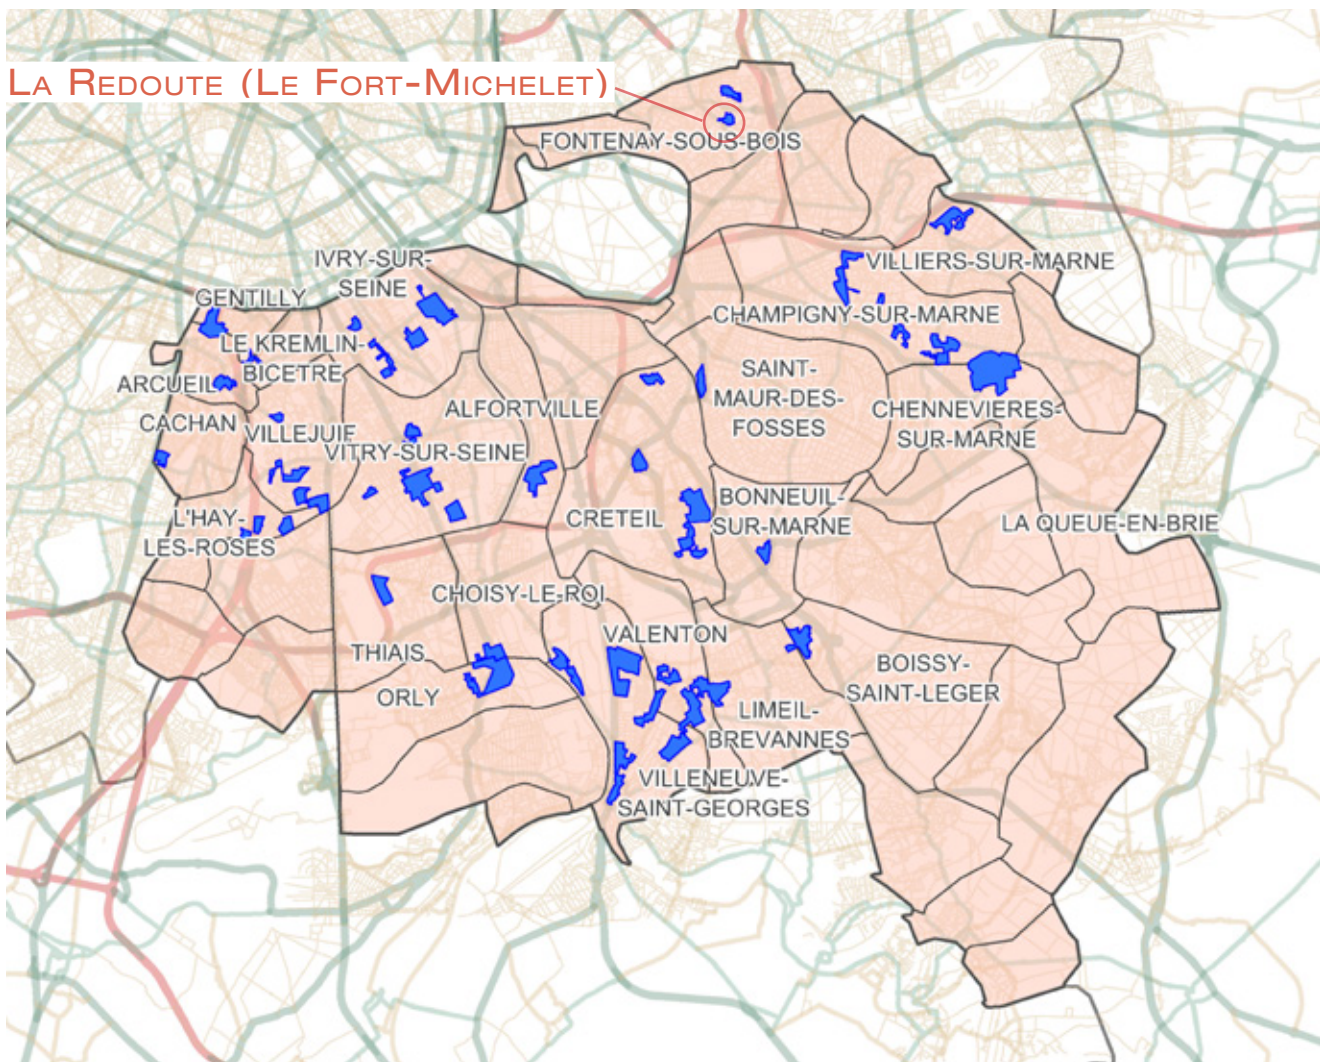 LA REDOUTE (LE FORT-MICHELET)
FONTENAY-SOUS-BOIS
IVRY-SUR-
SEINE
VILLIERS-SUR-MARNE
GENTILLY
CHAMPIGNY-SUR-MARNE
LE KREMLIN-
BICETRE
ARCUEIL
SAINT-
MAUR-DES-
FOSSES
CACHAN
VILLEJUIF
ALFORTVILLE
CHENNEVIERES-
SUR-MARNE
VITRY-SUR-SEINE
L'HAY-
LES-ROSES
CRETEIL
BONNEUIL-
SUR-MARNE
LA QUEUE-EN-BRIE
CHOISY-LE-ROI
VALENTON
THIAIS
ORLY
BOISSY-
SAINT-LEGER
LIMEIL-
BREVANNES
VILLENEUVE-
SAINT-GEORGES